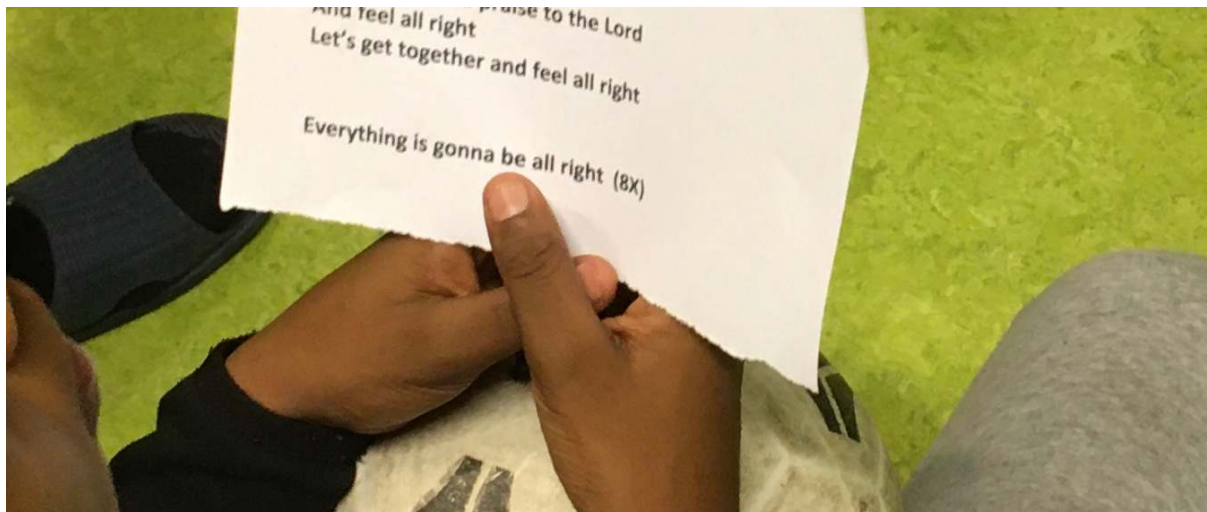 praise to the Lord
And feel all right
Let's get together and feel all right
Everything is gonna be all right (8X)